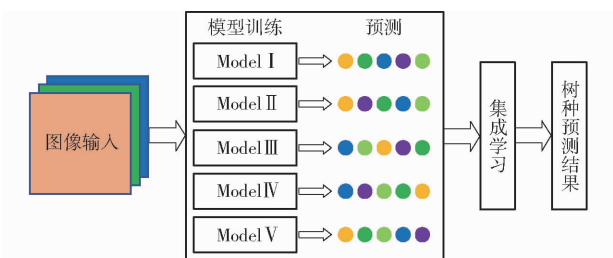 模型训练
预测
Model Ⅰ
Model Ⅱ
Model Ⅲ
Model Ⅳ
Model Ⅴ
图像输入
集成学习
树种预测结果